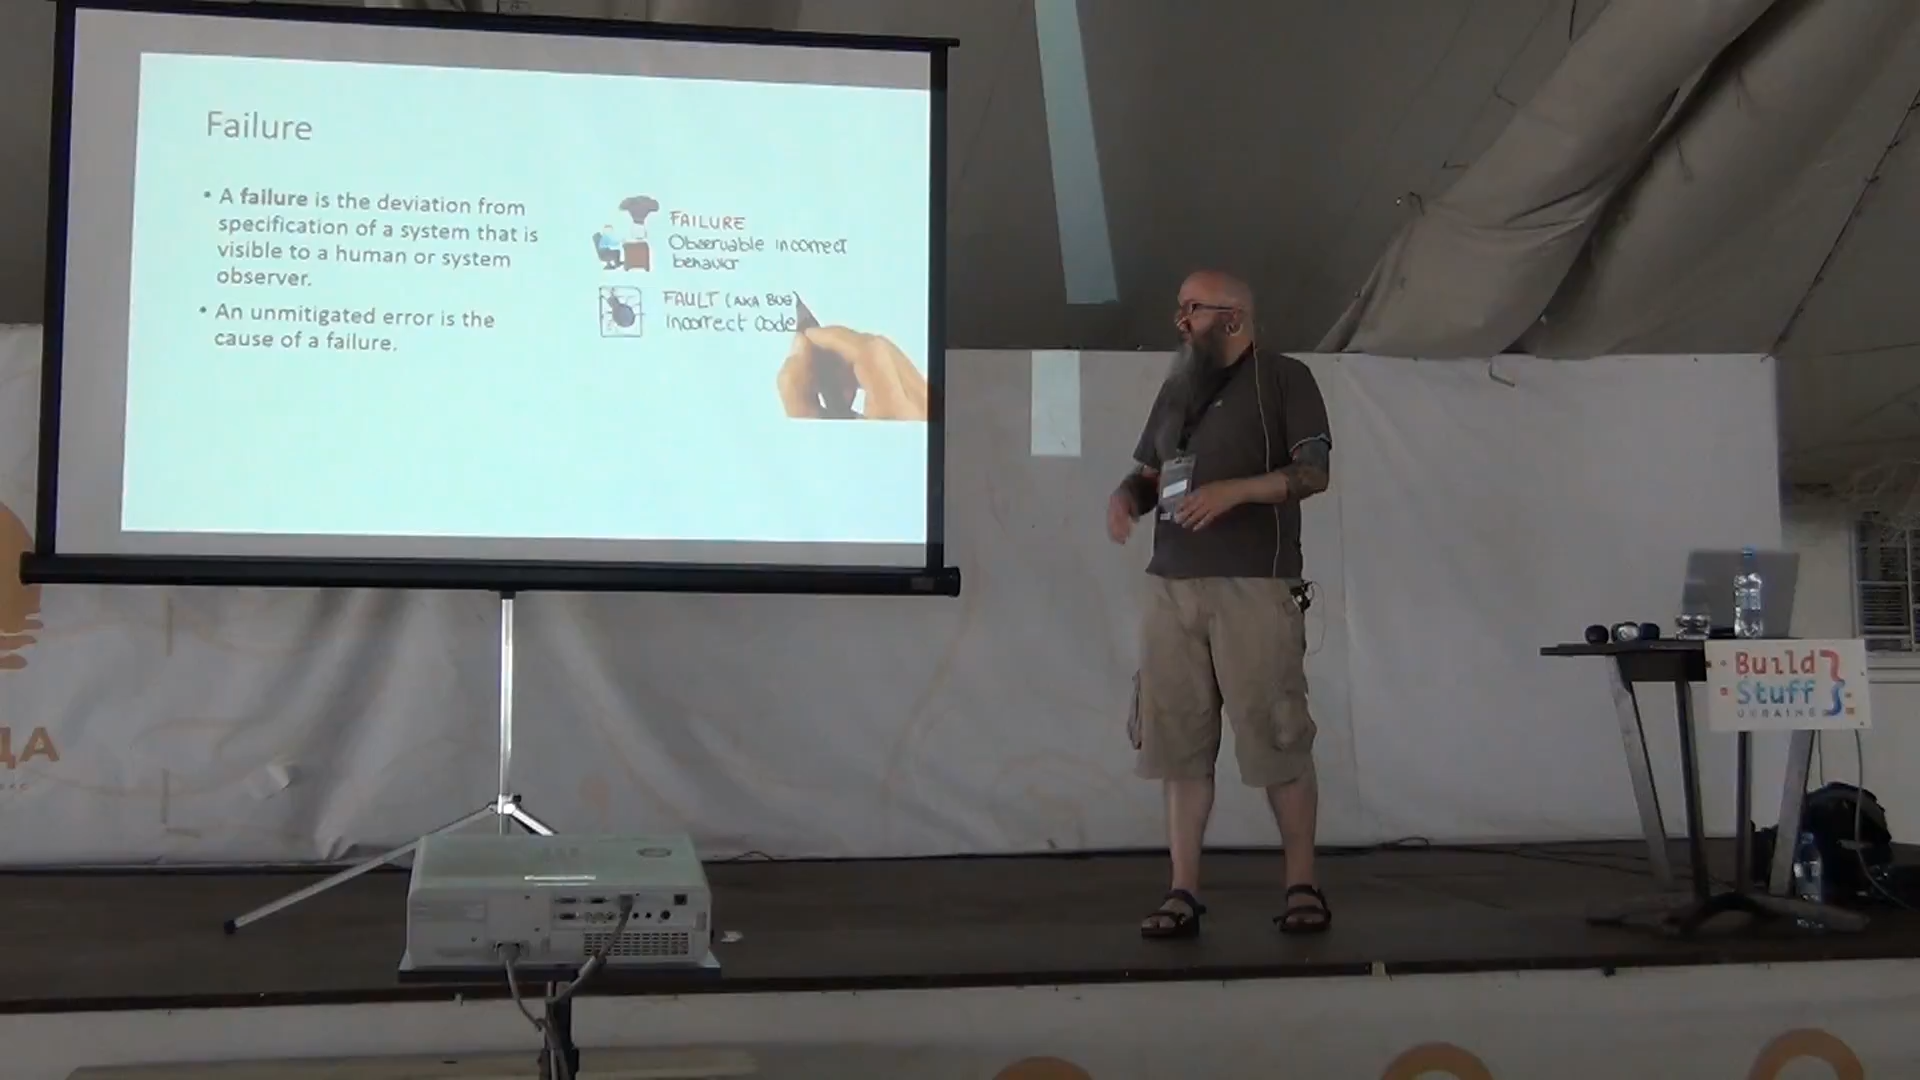 Failure
• A failure is the deviation from
specification of a system that is
visible to a human or system
observer.
• An unmitigated error is the
cause of a failure.
FAILURE
Observable incorrect
behavior
FAULT (AKA BUG)
Incorrect code
ДА
Build
Stuff
UKRAINE